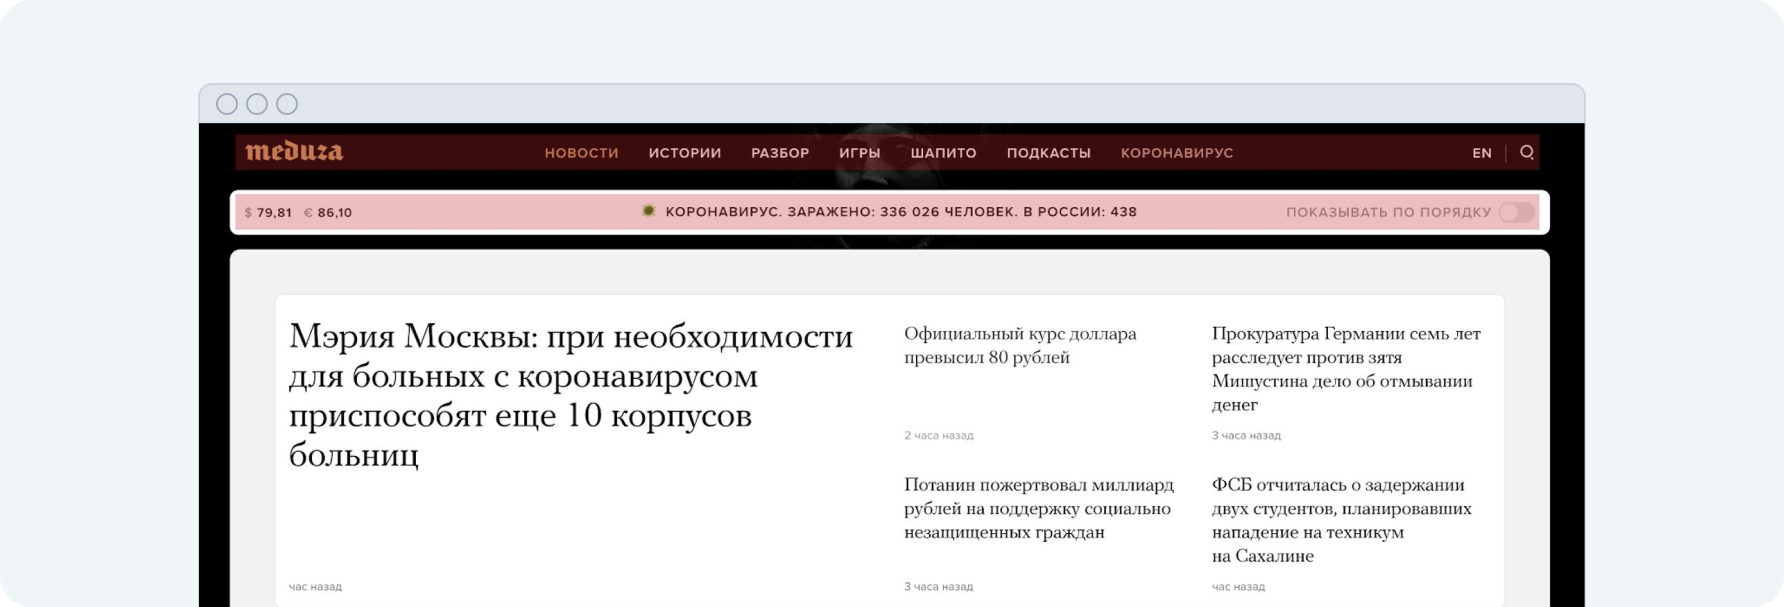 meduza НОВОСТИ ИСТОРИИ РАЗБОР ИГРЫ ШАПИТО ПОДКАСТЫ КОРОНАВИРУС EN
$ 79,81 € 86,10 КОРОНАВИРУС. ЗАРАЖЕНО: 336 026 ЧЕЛОВЕК. В РОССИИ: 438 ПОКАЗЫВАТЬ ПО ПОРЯДКУ
Мэрия Москвы: при необходимости
для больных с коронавирусом
приспособят еще 10 корпусов
больниц
час назад
Официальный курс доллара
превысил 80 рублей
2 часа назад
Прокуратура Германии семь лет
расследует против зятя
Мишустина дело об отмывании
денег
3 часа назад
Потанин пожертвовал миллиард
рублей на поддержку социально
незащищенных граждан
3 часа назад
ФСБ отчиталась о задержании
двух студентов, планировавших
нападение на техникум
на Сахалине
час назад